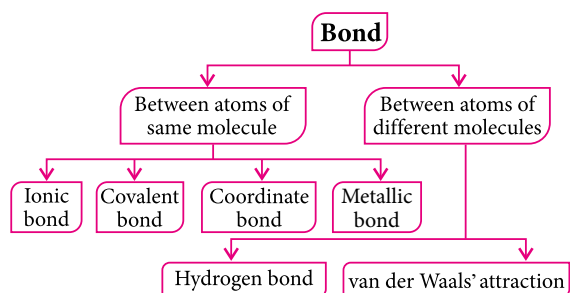 Bond
Between atoms of
same molecule
Between atoms of
different molecules
Ionic
bond
Covalent
bond
Coordinate
bond
Metallic
bond
Hydrogen bond
van der Waals’ attraction